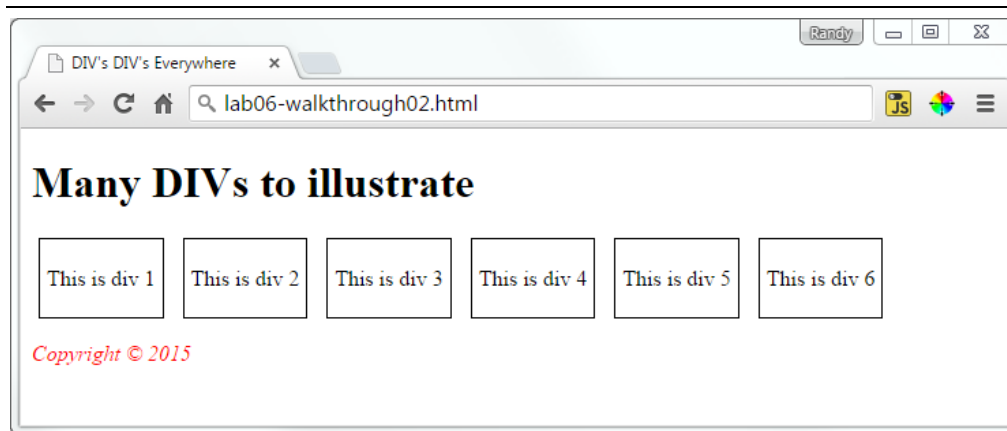 Randy
DIV's DIV's Everywhere
lab06-walkthrough02.html
JS
Many DIVs to illustrate
This is div 1 This is div 2 This is div 3 This is div 4 This is div 5 This is div 6
Copyright © 2015